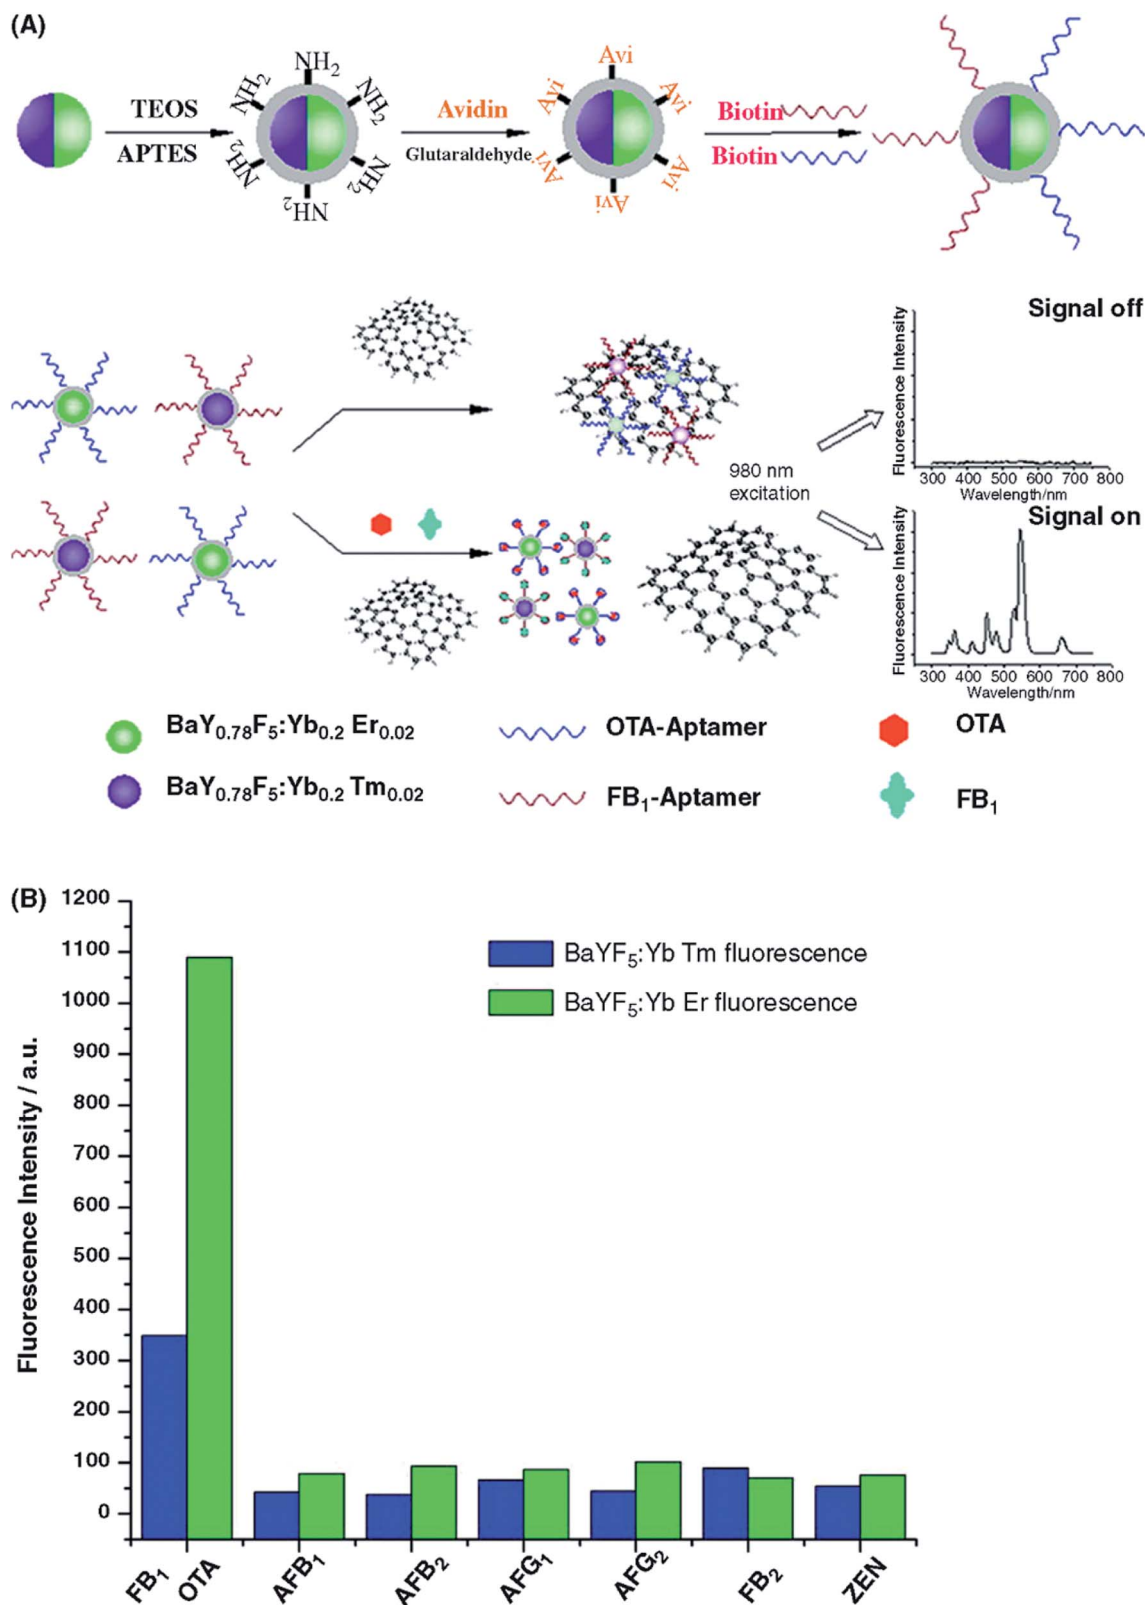 (A)
TEOS
APTES
NH2
NH2
NH2
NH2
NH2
NH2
Avidin
Glutaraldehyde
Avi
Avi
Avi
Avi
Avi
Avi
Biotin
Biotin
Signal off
Fluorescence Intensity
300 400 500 600 700 800
Wavelength/nm
980 nm
excitation
Signal on
Fluorescence Intensity
300 400 500 600 700 800
Wavelength/nm
BaY0.78F5:Yb0.2 Er0.02
OTA-Aptamer
OTA
BaY0.78F5:Yb0.2 Tm0.02
FB1-Aptamer
FB1
(B)
1200
1100
1000
900
800
700
600
500
400
300
200
100
0
Fluorescence Intensity / a.u.
BaYF5:Yb Tm fluorescence
BaYF5:Yb Er fluorescence
FB1 OTA AFB1 AFB2 AFG1 AFG2 FB2 ZEN